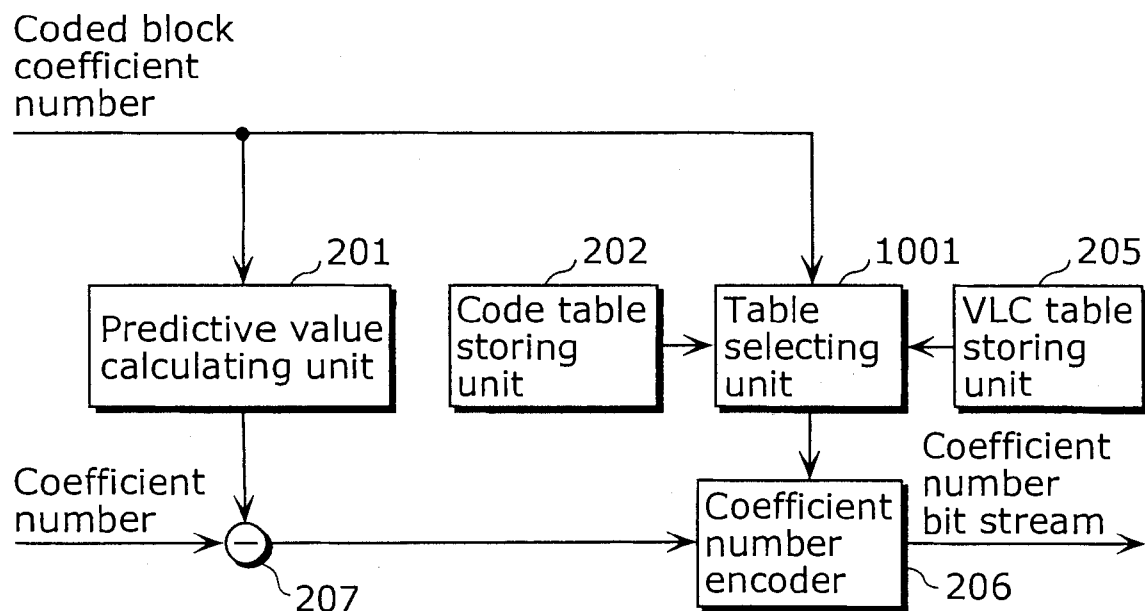 Coded block
coefficient
number
201
202
1001
205
Predictive value
calculating unit
Code table
storing
unit
Table
selecting
unit
VLC table
storing
unit
Coefficient
number
Coefficient
number
encoder
Coefficient
number
bit stream
207
206